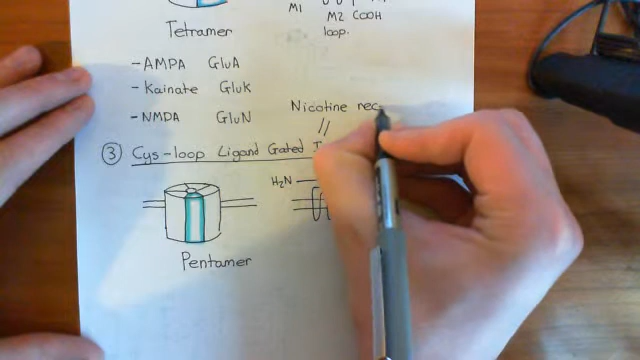 M1
M2 COOH
loop.
Tetramer
-AMPA GluA
-Kainate GluK
-NMDA GluN
Nicotine rec
//
③ Cys-loop Ligand Gated I
H₂N
Pentamer